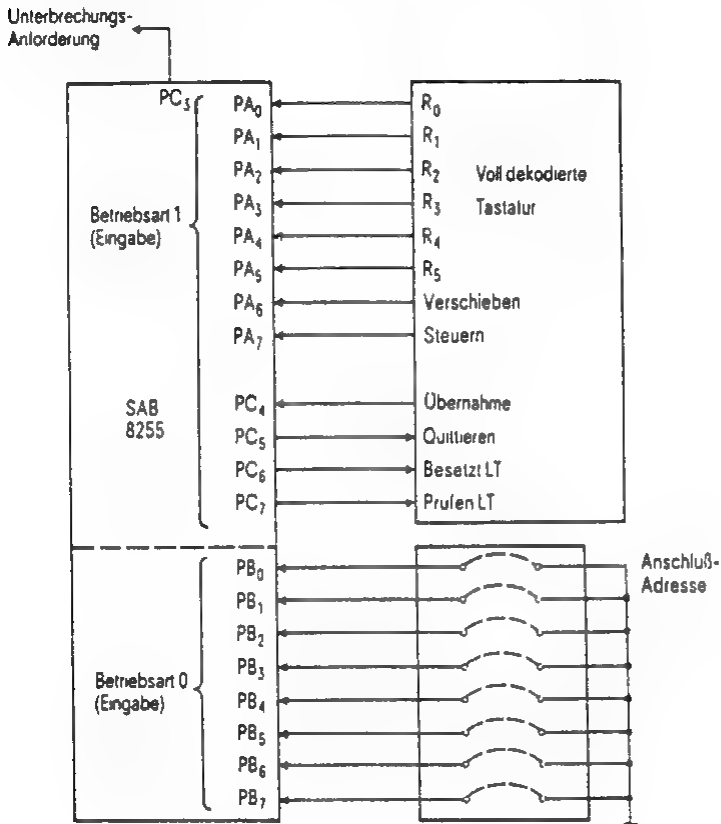 Unterbrechungs-
Anforderung
PC₃
PA₀ R₀
PA₁ R₁
PA₂ R₂ Voll dekodierte
PA₃ R₃ Tastatur
Betriebsart 1
(Eingabe)
PA₄ R₄
PA₅ R₅
PA₆ Verschieben
PA₇ Steuern
SAB
8255
PC₄ Übernahme
PC₅ Quittieren
PC₆ Besetzt LT
PC₇ Prüfen LT
PB₀ Anschluß-
Adresse
PB₁
PB₂
PB₃
Betriebsart 0
(Eingabe)
PB₄
PB₅
PB₆
PB₇